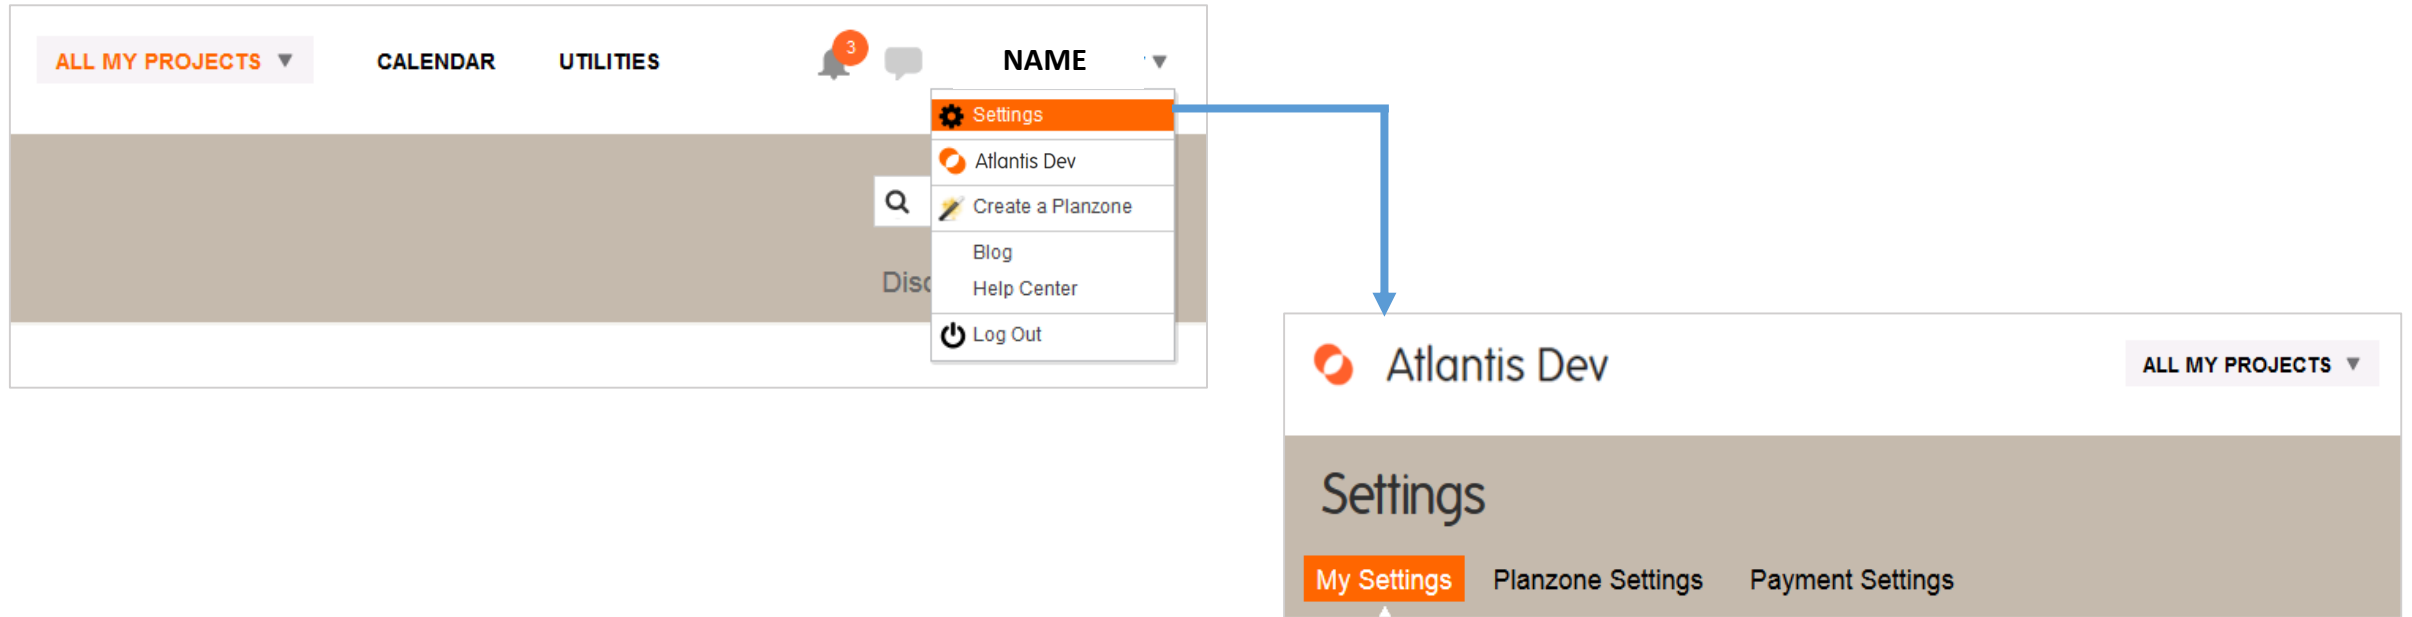 ALL MY PROJECTS CALENDAR UTILITIES 3 NAME
Settings
Atlantis Dev
Create a Planzone
Blog
Disc
Help Center
Log Out
Atlantis Dev ALL MY PROJECTS
Settings
My Settings Planzone Settings Payment Settings